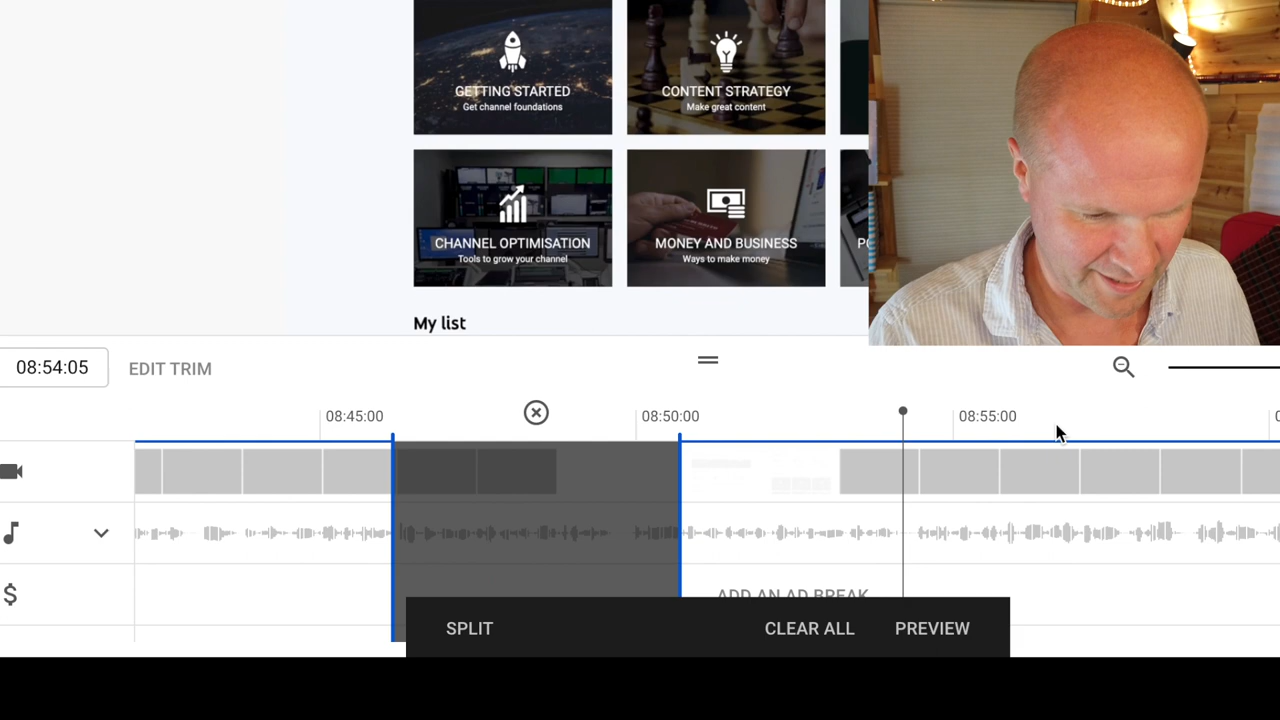 GETTING STARTED
Get channel foundations
CONTENT STRATEGY
Make great content
CHANNEL OPTIMISATION
Tools to grow your channel
MONEY AND BUSINESS
Ways to make money
My list
08:54:05
EDIT TRIM
08:45:00
08:50:00
08:55:00
$
ADD AN AD BREAK
SPLIT
CLEAR ALL
PREVIEW